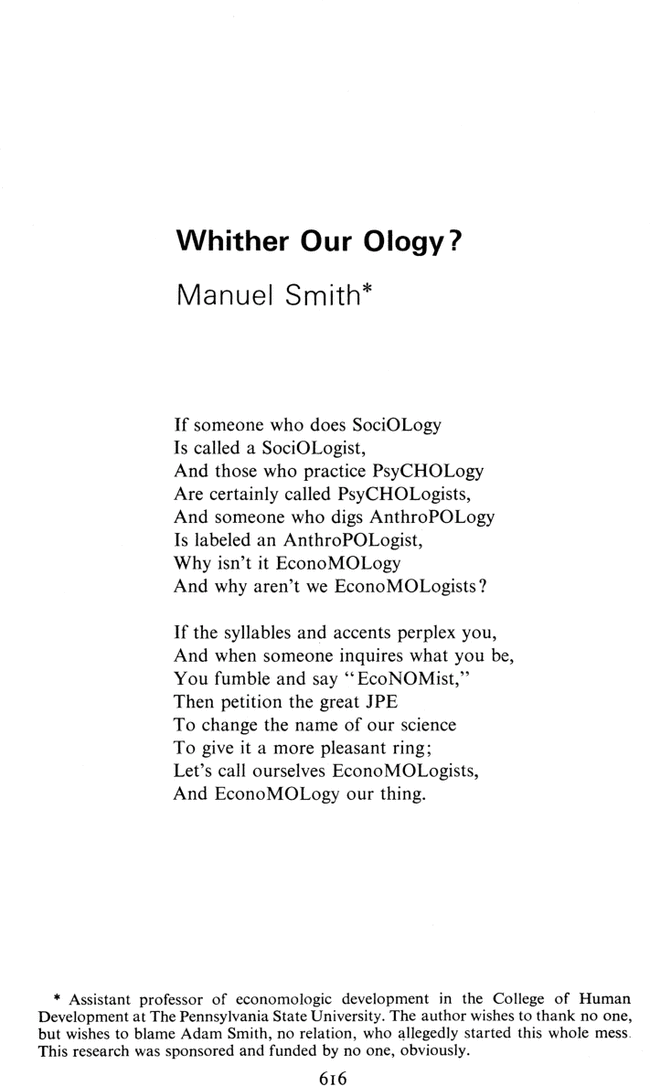 Whither Our Ology?
Manuel Smith*
If someone who does SociOLogy
Is called a SociOLogist,
And those who practice PsyCHOLogy
Are certainly called PsyCHOLogists,
And someone who digs AnthroPOLogy
Is labeled an AnthroPOLogist,
Why isn't it EconoMOLogy
And why aren't we EconoMOLogists?
If the syllables and accents perplex you,
And when someone inquires what you be,
You fumble and say "EcoNOMist,"
Then petition the great JPE
To change the name of our science
To give it a more pleasant ring;
Let's call ourselves EconoMOLogists,
And EconoMOLogy our thing.
* Assistant professor of economologic development in the College of Human
Development at The Pennsylvania State University. The author wishes to thank no one,
but wishes to blame Adam Smith, no relation, who allegedly started this whole mess.
This research was sponsored and funded by no one, obviously.
616